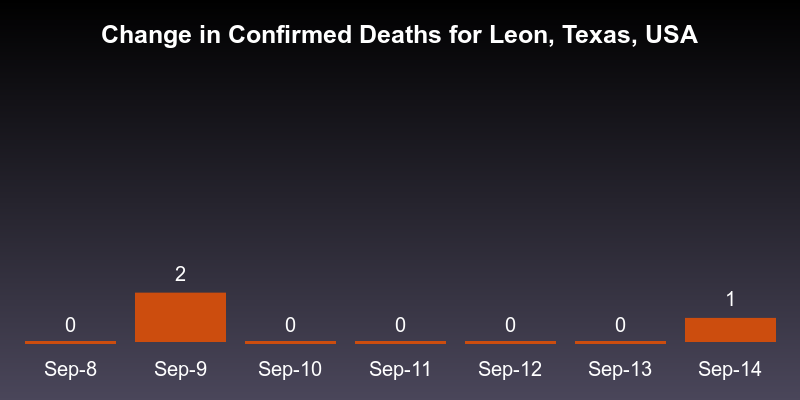 Change in Confirmed Deaths for Leon, Texas, USA
2
1
0 0 0 0 0
Sep-8 Sep-9 Sep-10 Sep-11 Sep-12 Sep-13 Sep-14